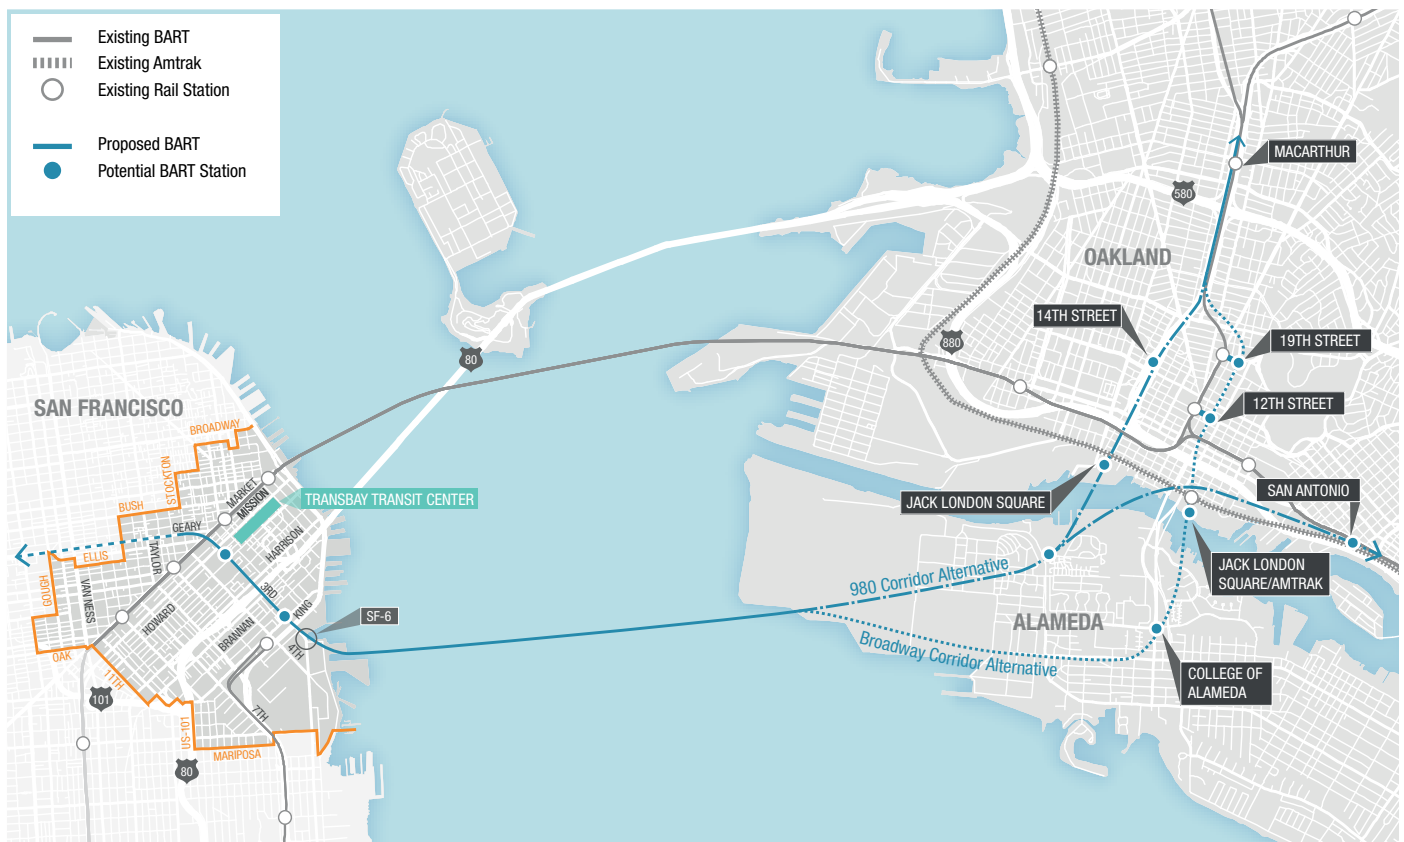 Existing BART
Existing Amtrak
Existing Rail Station
Proposed BART
Potential BART Station
MACARTHUR
580
OAKLAND
14TH STREET
880
19TH STREET
80
12TH STREET
SAN FRANCISCO
BROADWAY
STOCKTON
MARKET
MISSION
TRANSBAY TRANSIT CENTER
BUSH
GEARY
JACK LONDON SQUARE
SAN ANTONIO
ELLIS
TAYLOR
HARRISON
GOUGH
VAN NESS
HOWARD
3RD
KING
BRANNAN
4TH
SF-6
980 Corridor Alternative
JACK LONDON
SQUARE/AMTRAK
ALAMEDA
Broadway Corridor Alternative
OAK
11TH
101
COLLEGE OF
ALAMEDA
7TH
US-101
MARIPOSA
80